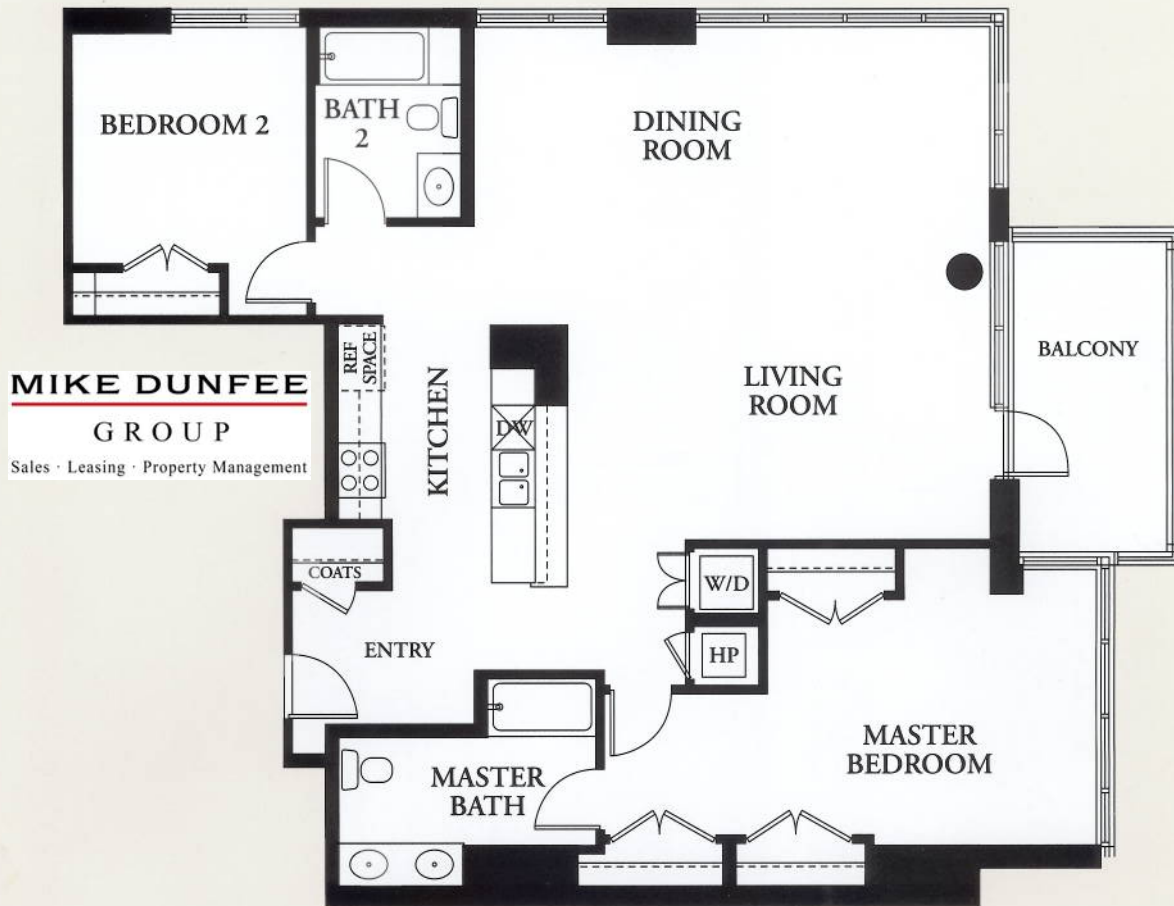 BEDROOM 2
BATH
2
DINING
ROOM
REF
SPACE
KITCHEN
DW
LIVING
ROOM
BALCONY
MIKE DUNFEE
GROUP
Sales · Leasing · Property Management
COATS
ENTRY
W/D
HP
MASTER
BATH
MASTER
BEDROOM